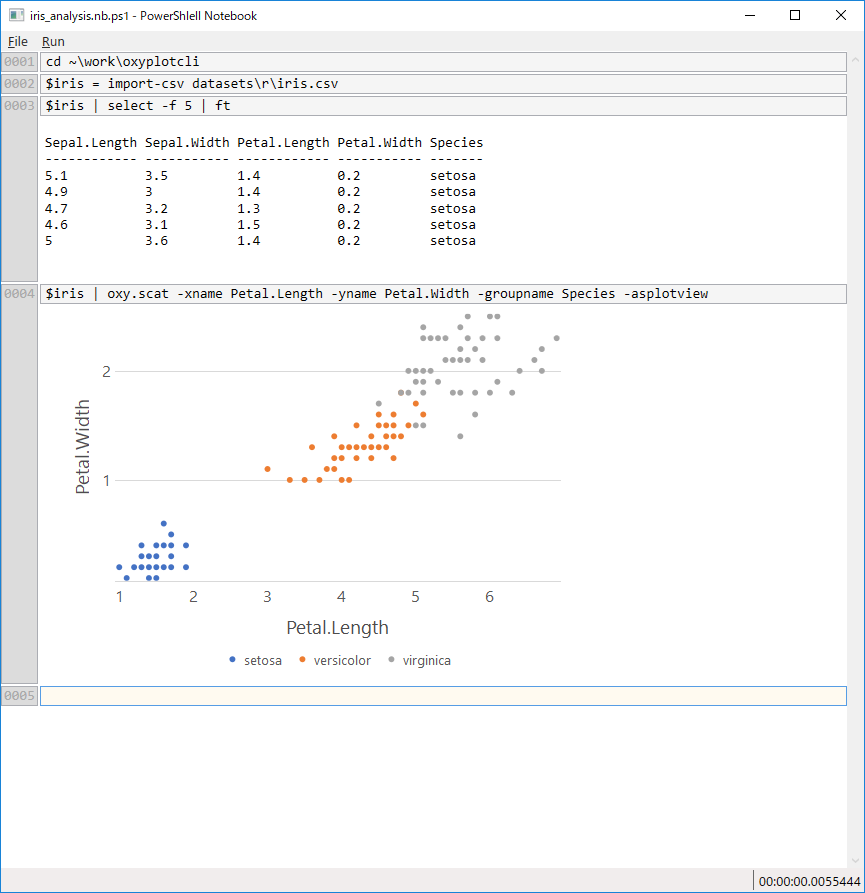 iris_analysis.nb.ps1 - PowerShlell Notebook
File Run
0001 cd ~\work\oxyplotcli
0002 $iris = import-csv datasets\r\iris.csv
0003 $iris | select -f 5 | ft
Sepal.Length Sepal.Width Petal.Length Petal.Width Species
------------ ----------- ------------ ----------- -------
5.1 3.5 1.4 0.2 setosa
4.9 3 1.4 0.2 setosa
4.7 3.2 1.3 0.2 setosa
4.6 3.1 1.5 0.2 setosa
5 3.6 1.4 0.2 setosa
0004 $iris | oxy.scat -xname Petal.Length -yname Petal.Width -groupname Species -asplotview
2
Petal.Width
1
1 2 3 4 5 6
Petal.Length
setosa versicolor virginica
0005
00:00:00.0055444